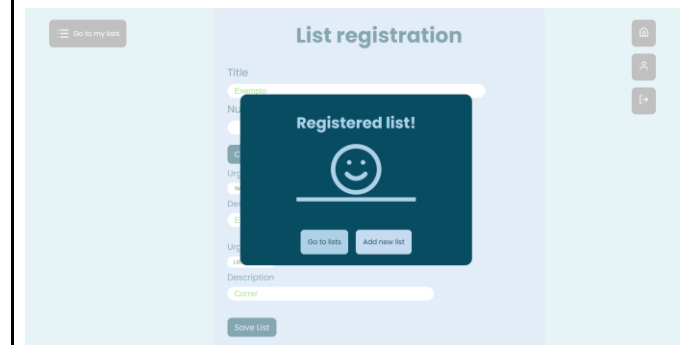 Go to my lists
List registration
Title
Exemplo
Registered list!
Go to lists
Add new list
Description
Correr
Save List